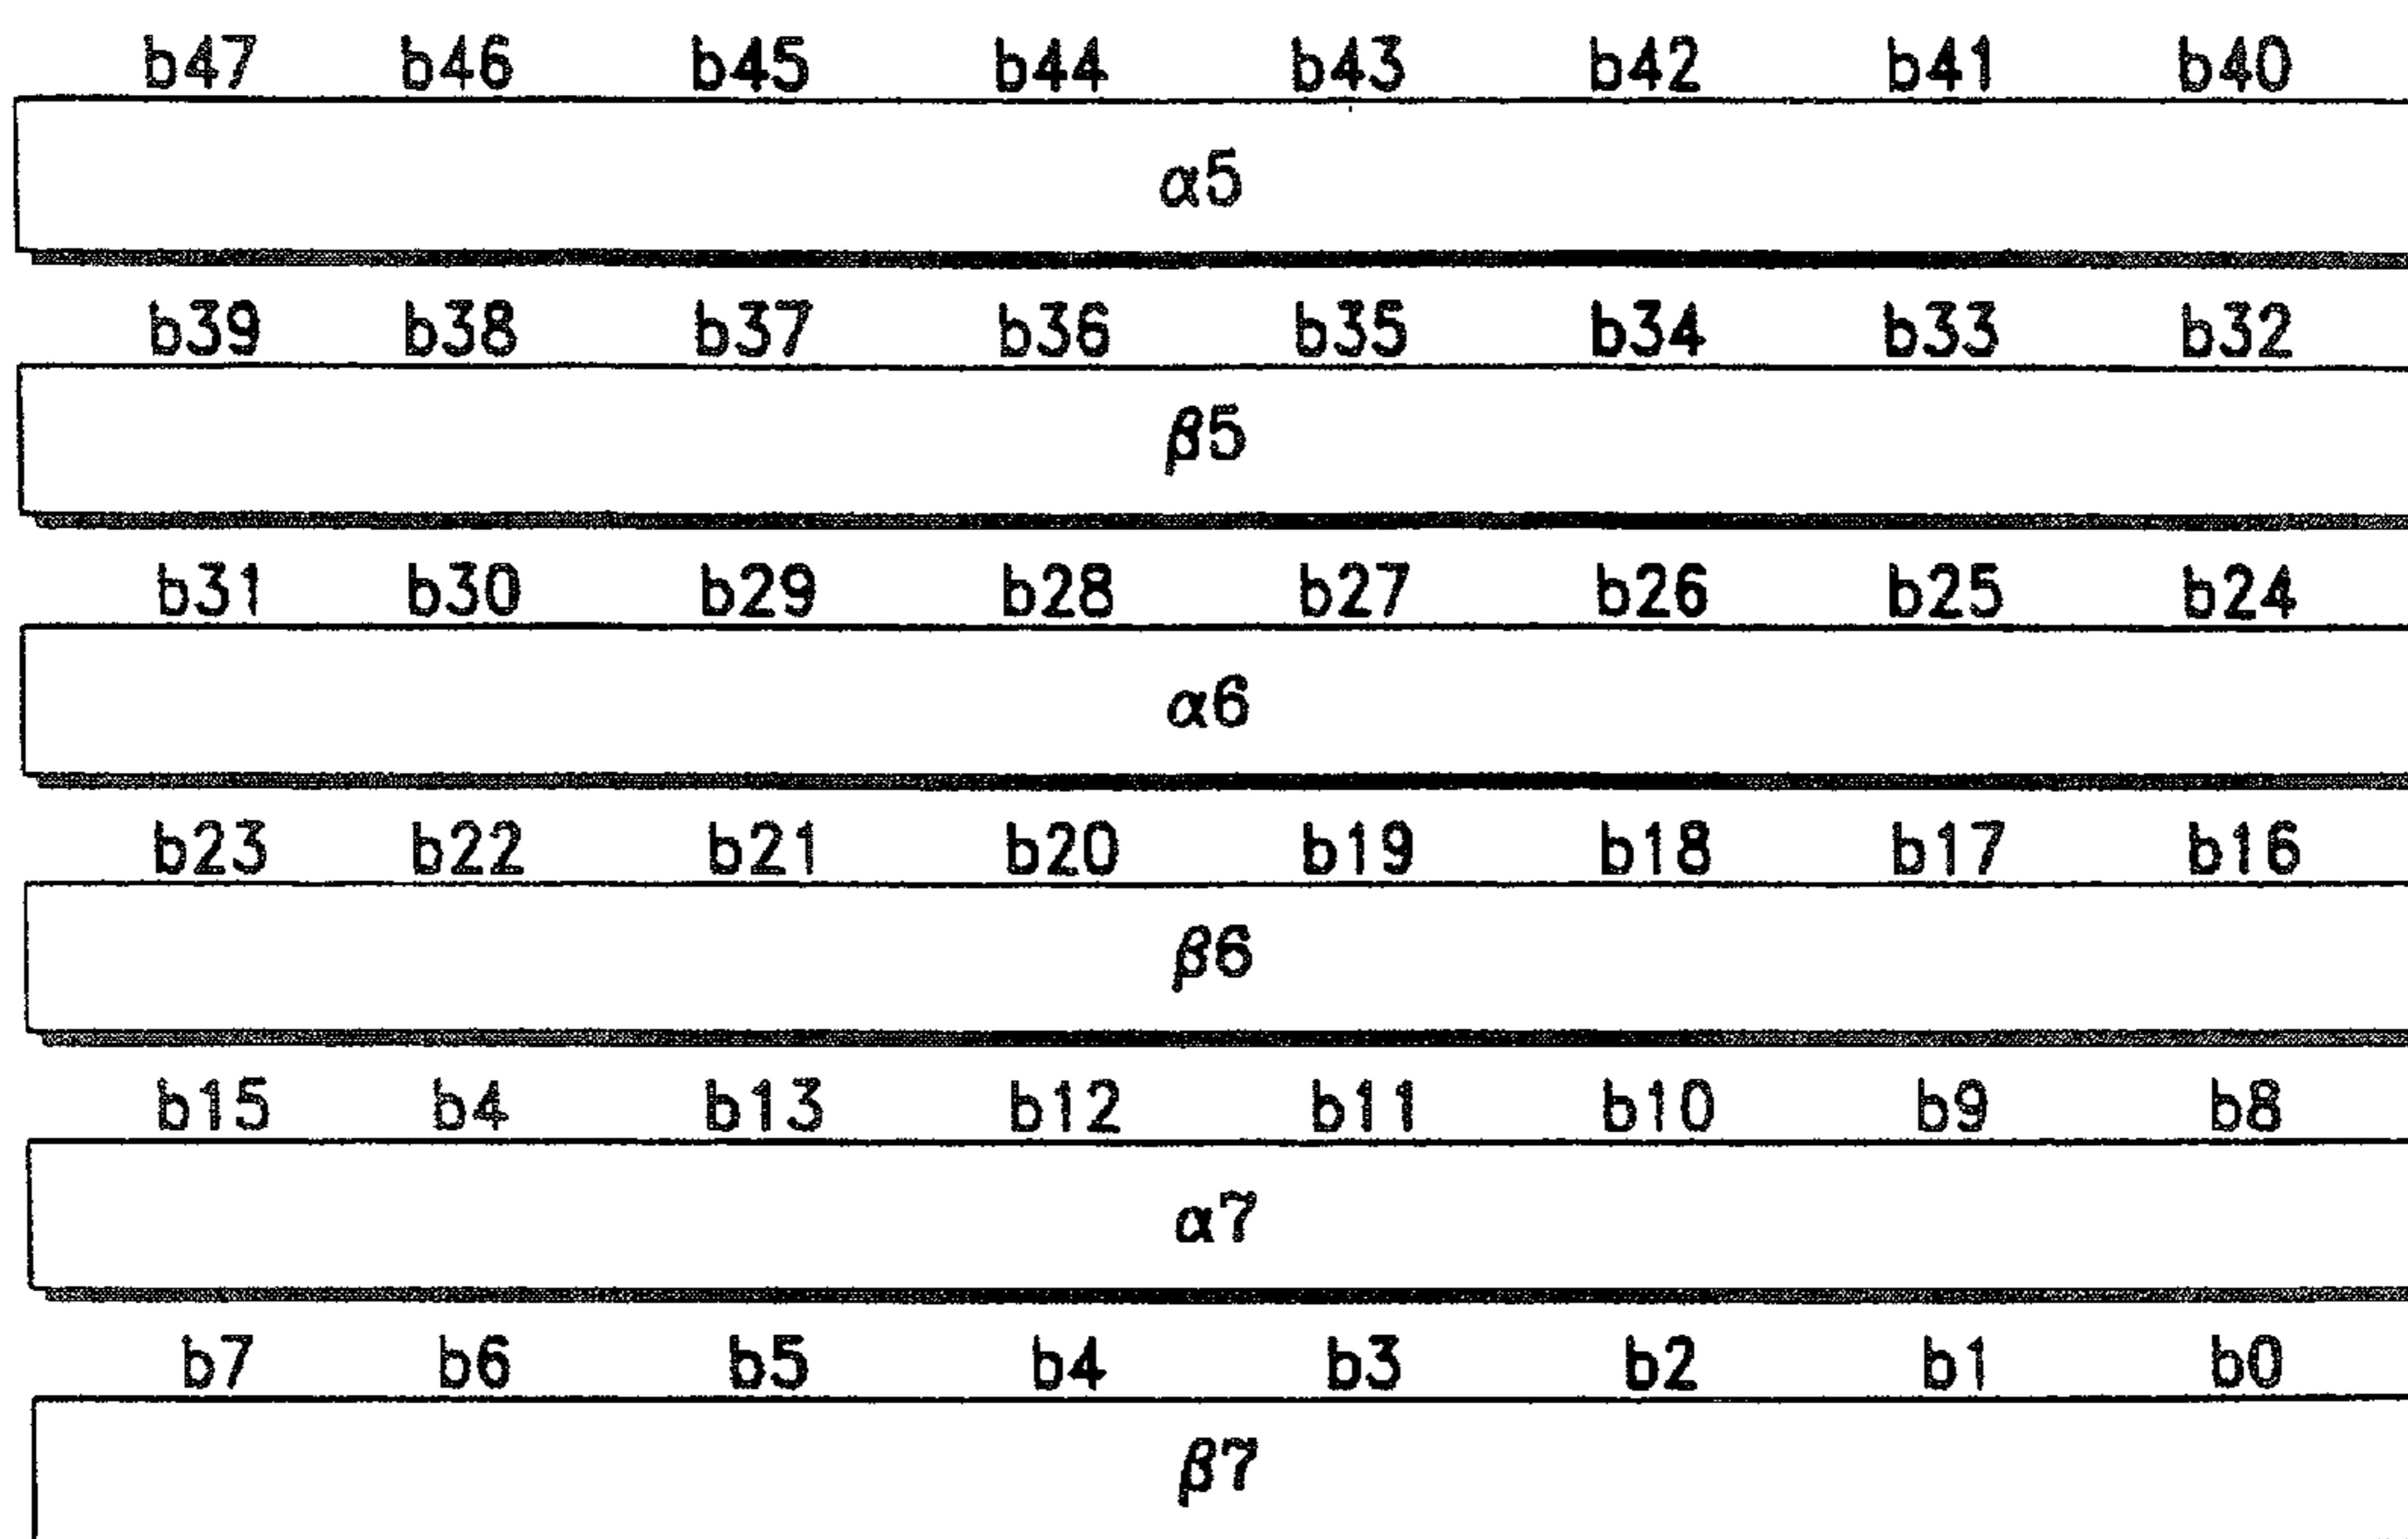 b47 b46 b45 b44 b43 b42 b41 b40
α5
b39 b38 b37 b36 b35 b34 b33 b32
β5
b31 b30 b29 b28 b27 b26 b25 b24
α6
b23 b22 b21 b20 b19 b18 b17 b16
β6
b15 b4 b13 b12 b11 b10 b9 b8
α7
b7 b6 b5 b4 b3 b2 b1 b0
β7